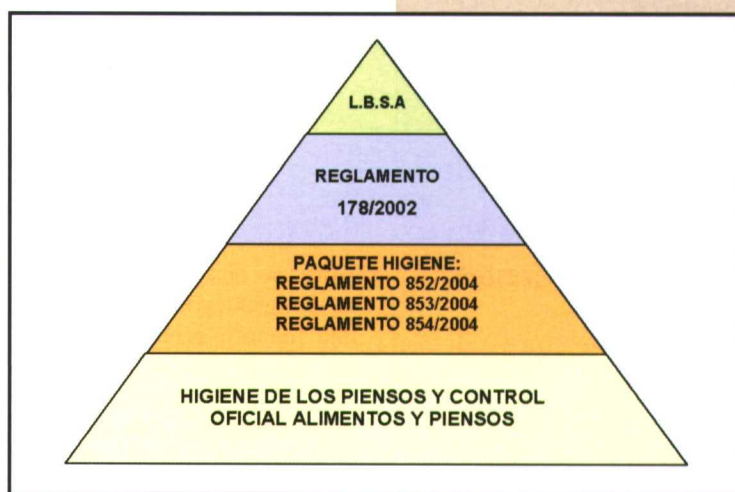 L.B.S.A
REGLAMENTO
178/2002
PAQUETE HIGIENE:
REGLAMENTO 852/2004
REGLAMENTO 853/2004
REGLAMENTO 854/2004
HIGIENE DE LOS PIENSOS Y CONTROL
OFICIAL ALIMENTOS Y PIENSOS